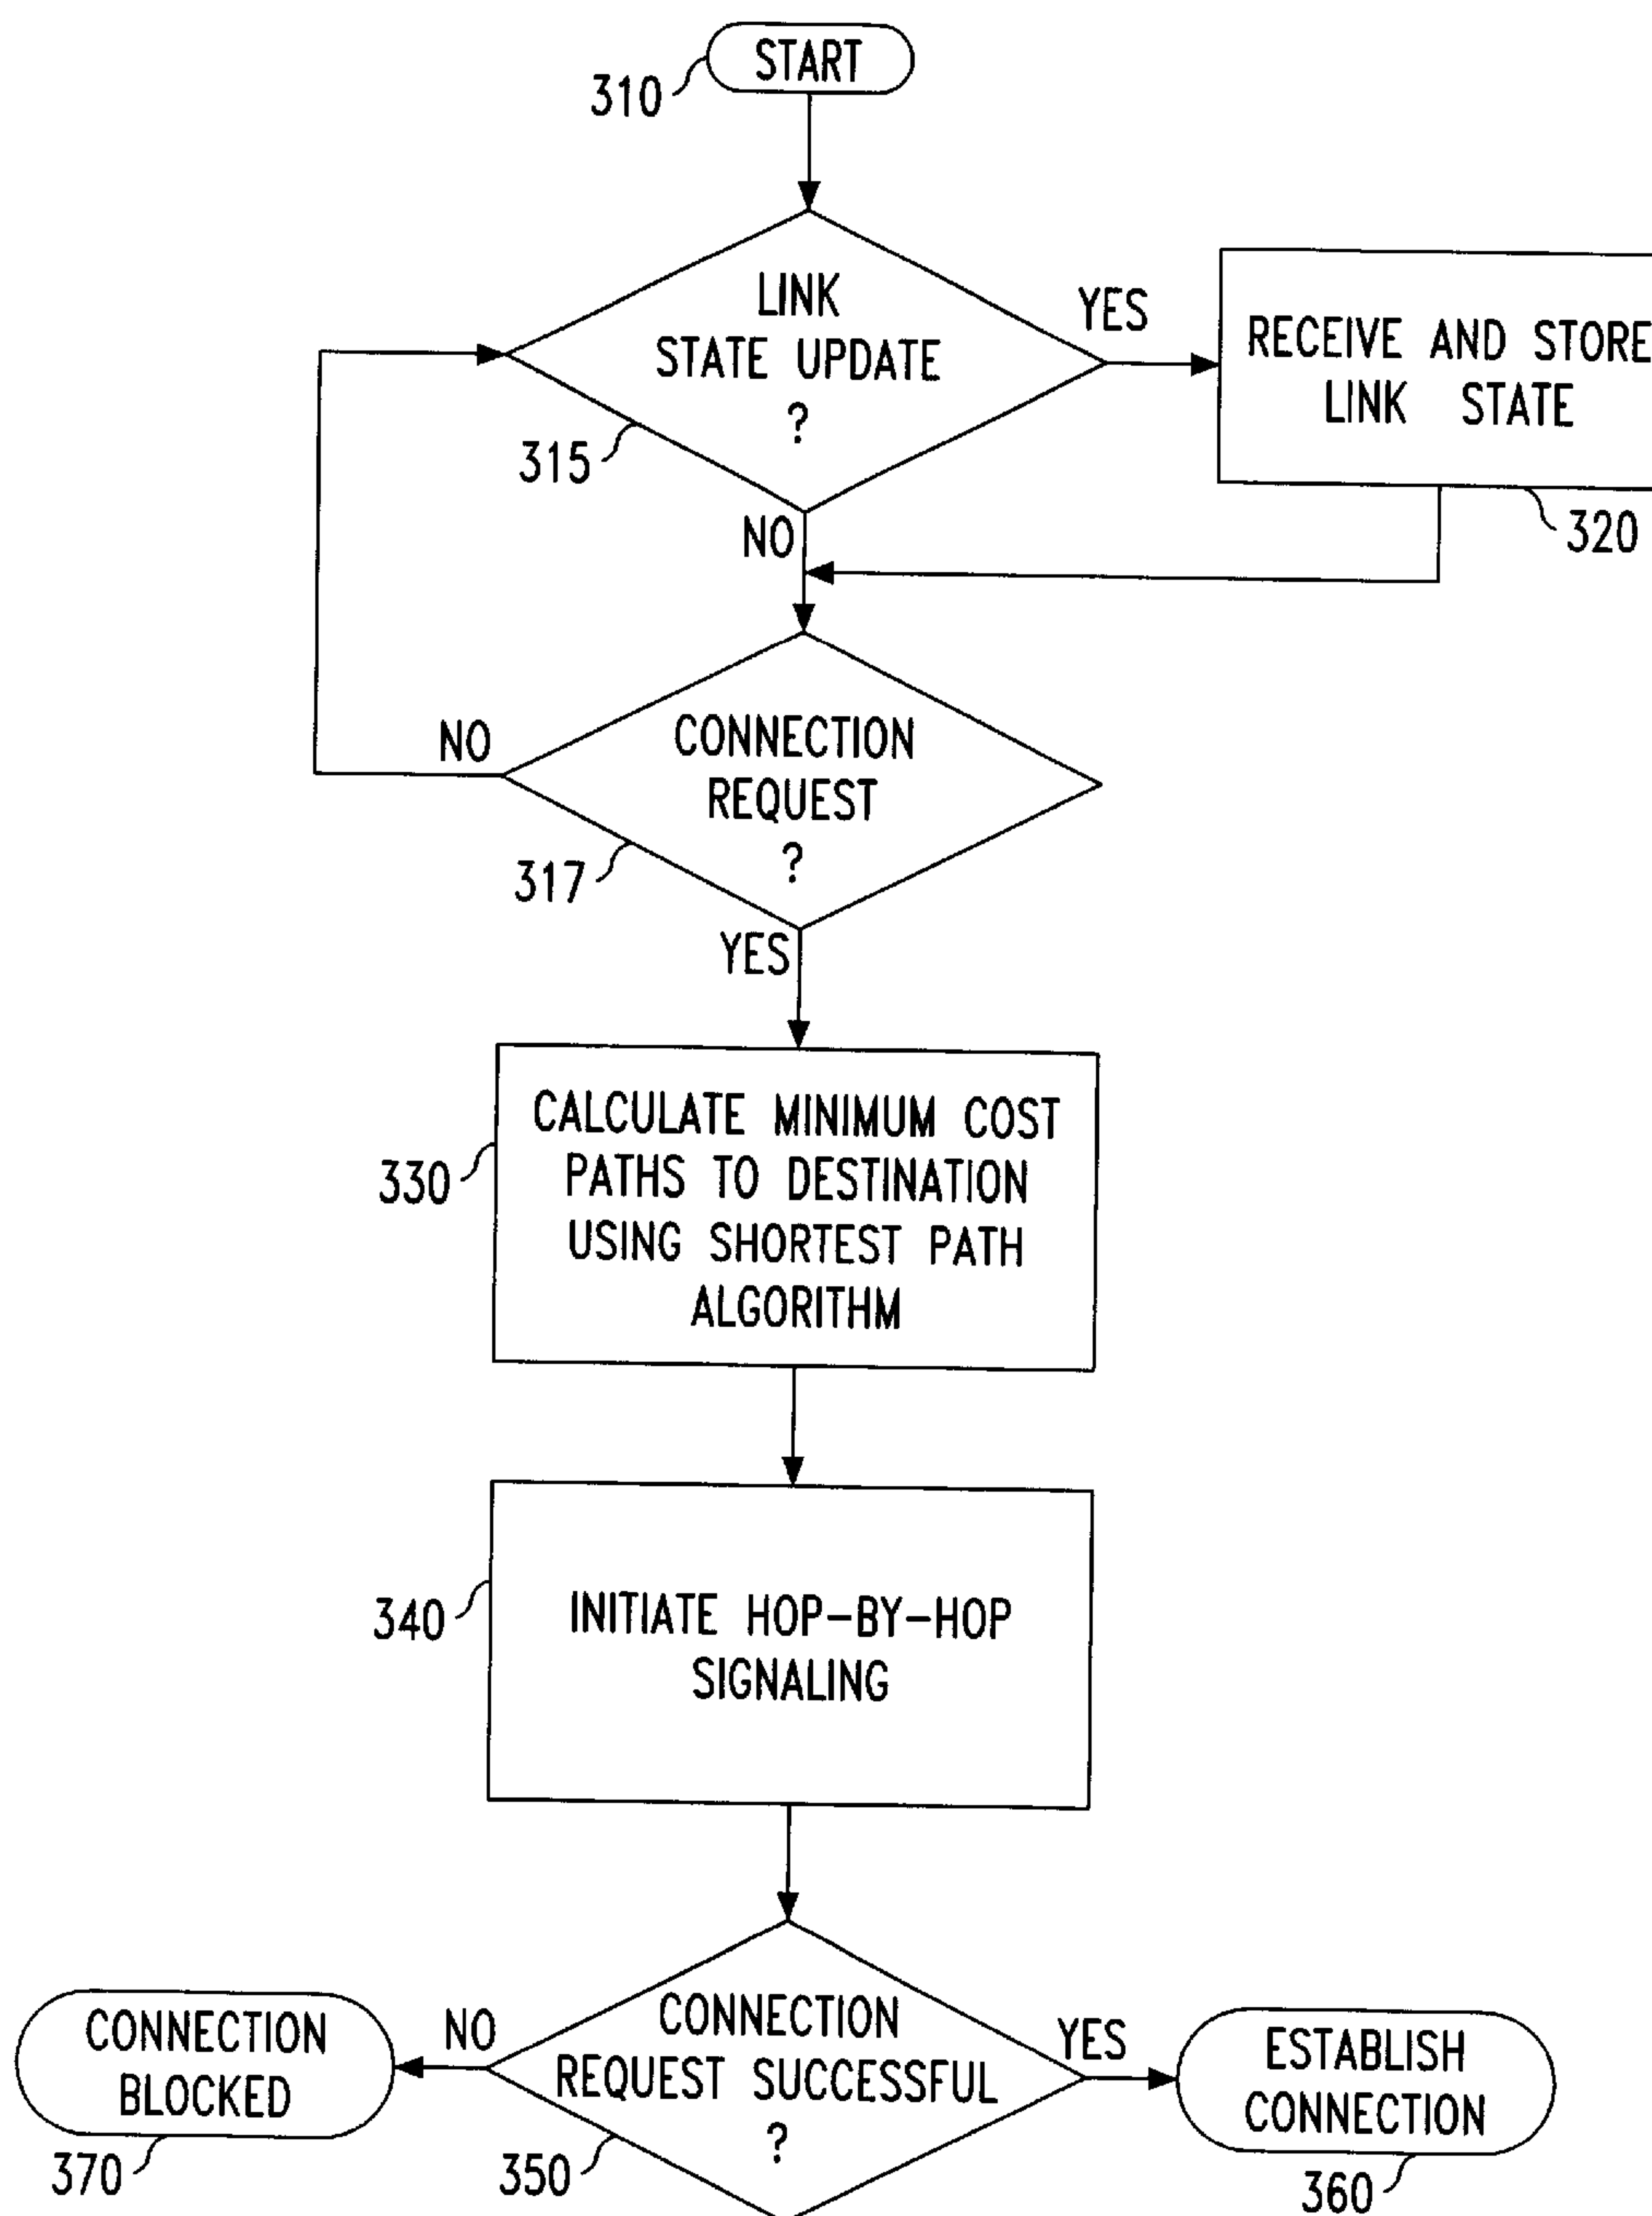 START
310
LINK
STATE UPDATE
?
YES
RECEIVE AND STORE
LINK STATE
315
320
NO
CONNECTION
REQUEST
?
NO
317
YES
CALCULATE MINIMUM COST
PATHS TO DESTINATION
USING SHORTEST PATH
ALGORITHM
330
INITIATE HOP-BY-HOP
SIGNALING
340
CONNECTION
REQUEST SUCCESSFUL
?
NO
YES
CONNECTION
BLOCKED
ESTABLISH
CONNECTION
370
350
360